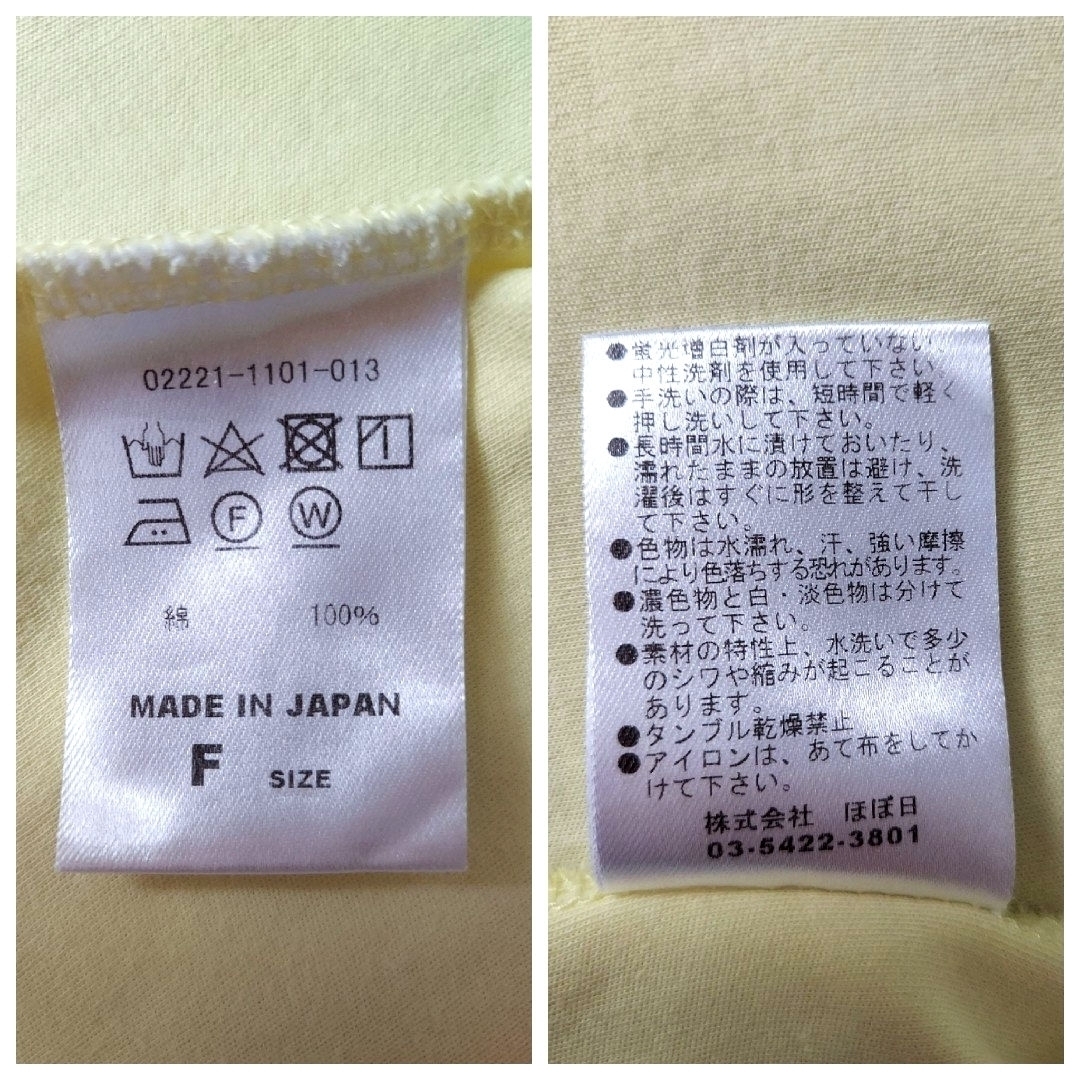 02221-1101-013
F W
綿 100%
MADE IN JAPAN
F SIZE
●蛍光増白剤が入っていない、
中性洗剤を使用して下さい。
●手洗いの際は、短時間で軽く
押し洗いして下さい。
●長時間水に漬けておいたり、
濡れたままの放置は避け、洗
濯後はすぐに形を整えて干し
て下さい。
●色物は水濡れ、汗、強い摩擦
により色落ちする恐れがあります。
●濃色物と白・淡色物は分けて
洗って下さい。
●素材の特性上、水洗いで多少
のシワや縮みが起こることが
あります。
●タンブル乾燥禁止
●アイロンは、あて布をしてか
けて下さい。
株式会社 ほぼ日
03-5422-3801